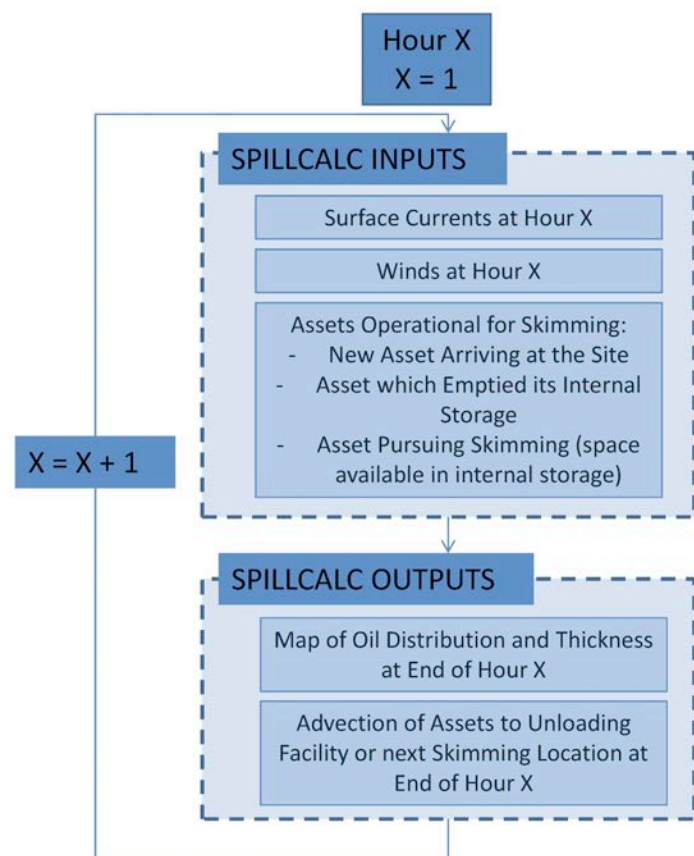 Hour X
X = 1
SPILLCALC INPUTS
Surface Currents at Hour X
Winds at Hour X
Assets Operational for Skimming:
- New Asset Arriving at the Site
- Asset which Emptied its Internal
Storage
- Asset Pursuing Skimming (space
available in internal storage)
X = X + 1
SPILLCALC OUTPUTS
Map of Oil Distribution and Thickness
at End of Hour X
Advection of Assets to Unloading
Facility or next Skimming Location at
End of Hour X